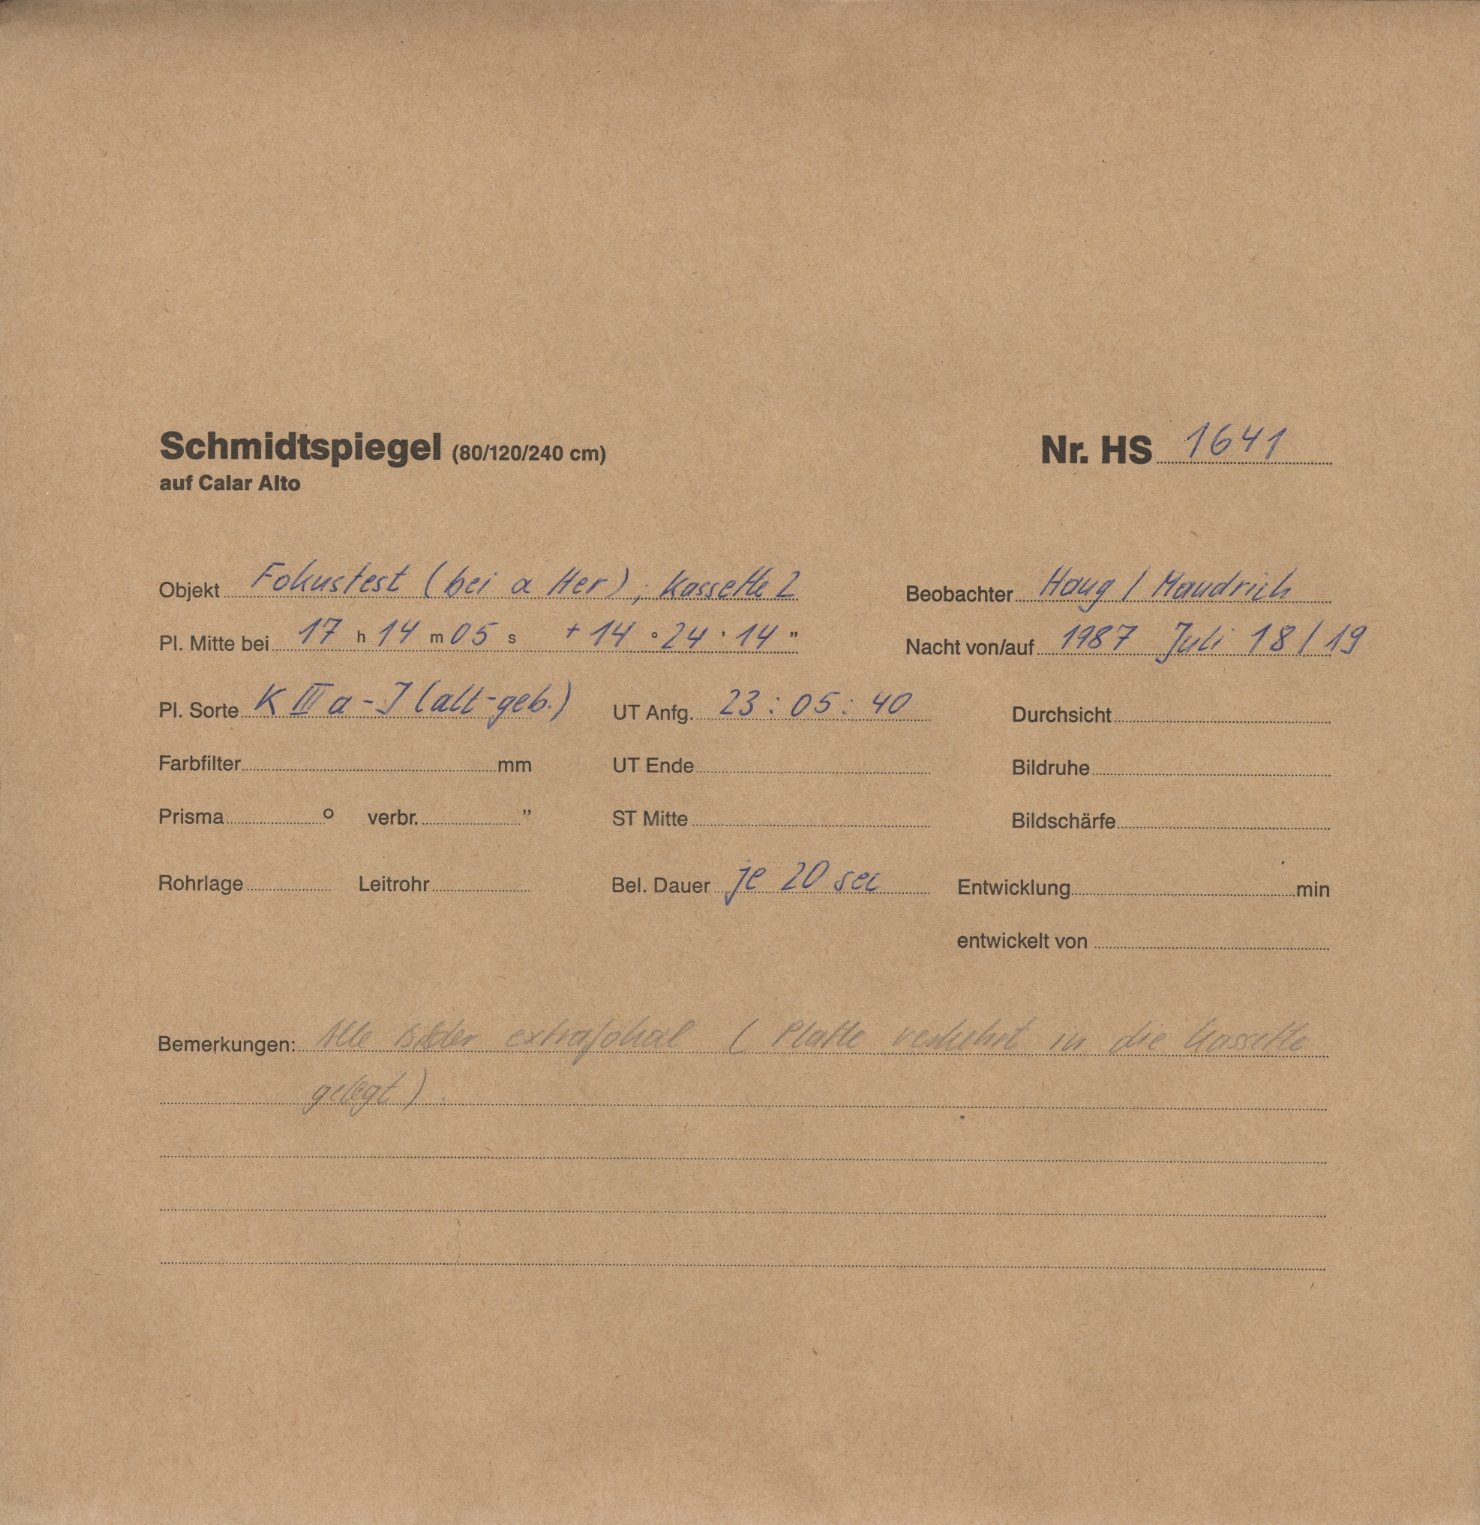 Schmidtspiegel (80/120/240 cm) Nr. HS 1641
auf Calar Alto
Objekt Fokustest (bei α Her) ; Kassette 2 Beobachter Haug / Mandrich
Pl. Mitte bei 17 h 14 m 05 s +14 ° 24 ' 14 " Nacht von/auf 1987 Juli 18/19
Pl. Sorte K III a-J (alt-geb.) UT Anfg. 23 : 05 : 40 Durchsicht
Farbfilter mm UT Ende Bildruhe
Prisma ° verbr. " ST Mitte Bildschärfe
Rohrlage Leitrohr Bel. Dauer je 20 sec Entwicklung min
entwickelt von
Bemerkungen: Alle Bilder extrafokal ( Platte verkehrt in die Kassette
gelegt )